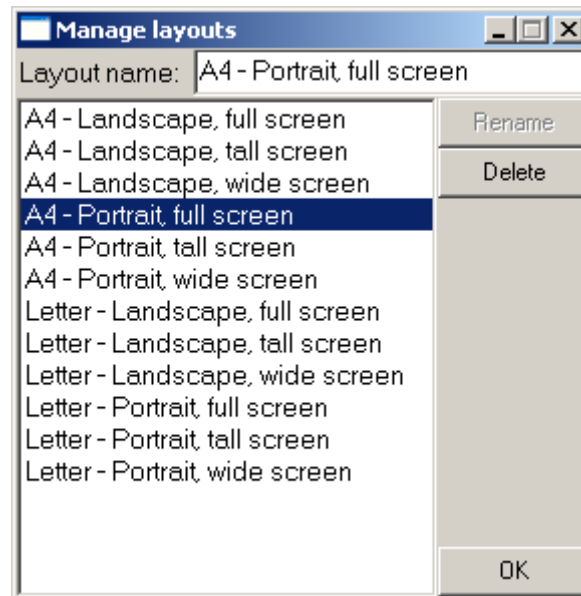 Manage layouts
Layout name: A4 - Portrait, full screen
A4 - Landscape, full screen
A4 - Landscape, tall screen
A4 - Landscape, wide screen
A4 - Portrait, full screen
A4 - Portrait, tall screen
A4 - Portrait, wide screen
Letter - Landscape, full screen
Letter - Landscape, tall screen
Letter - Landscape, wide screen
Letter - Portrait, full screen
Letter - Portrait, tall screen
Letter - Portrait, wide screen
Rename
Delete
OK